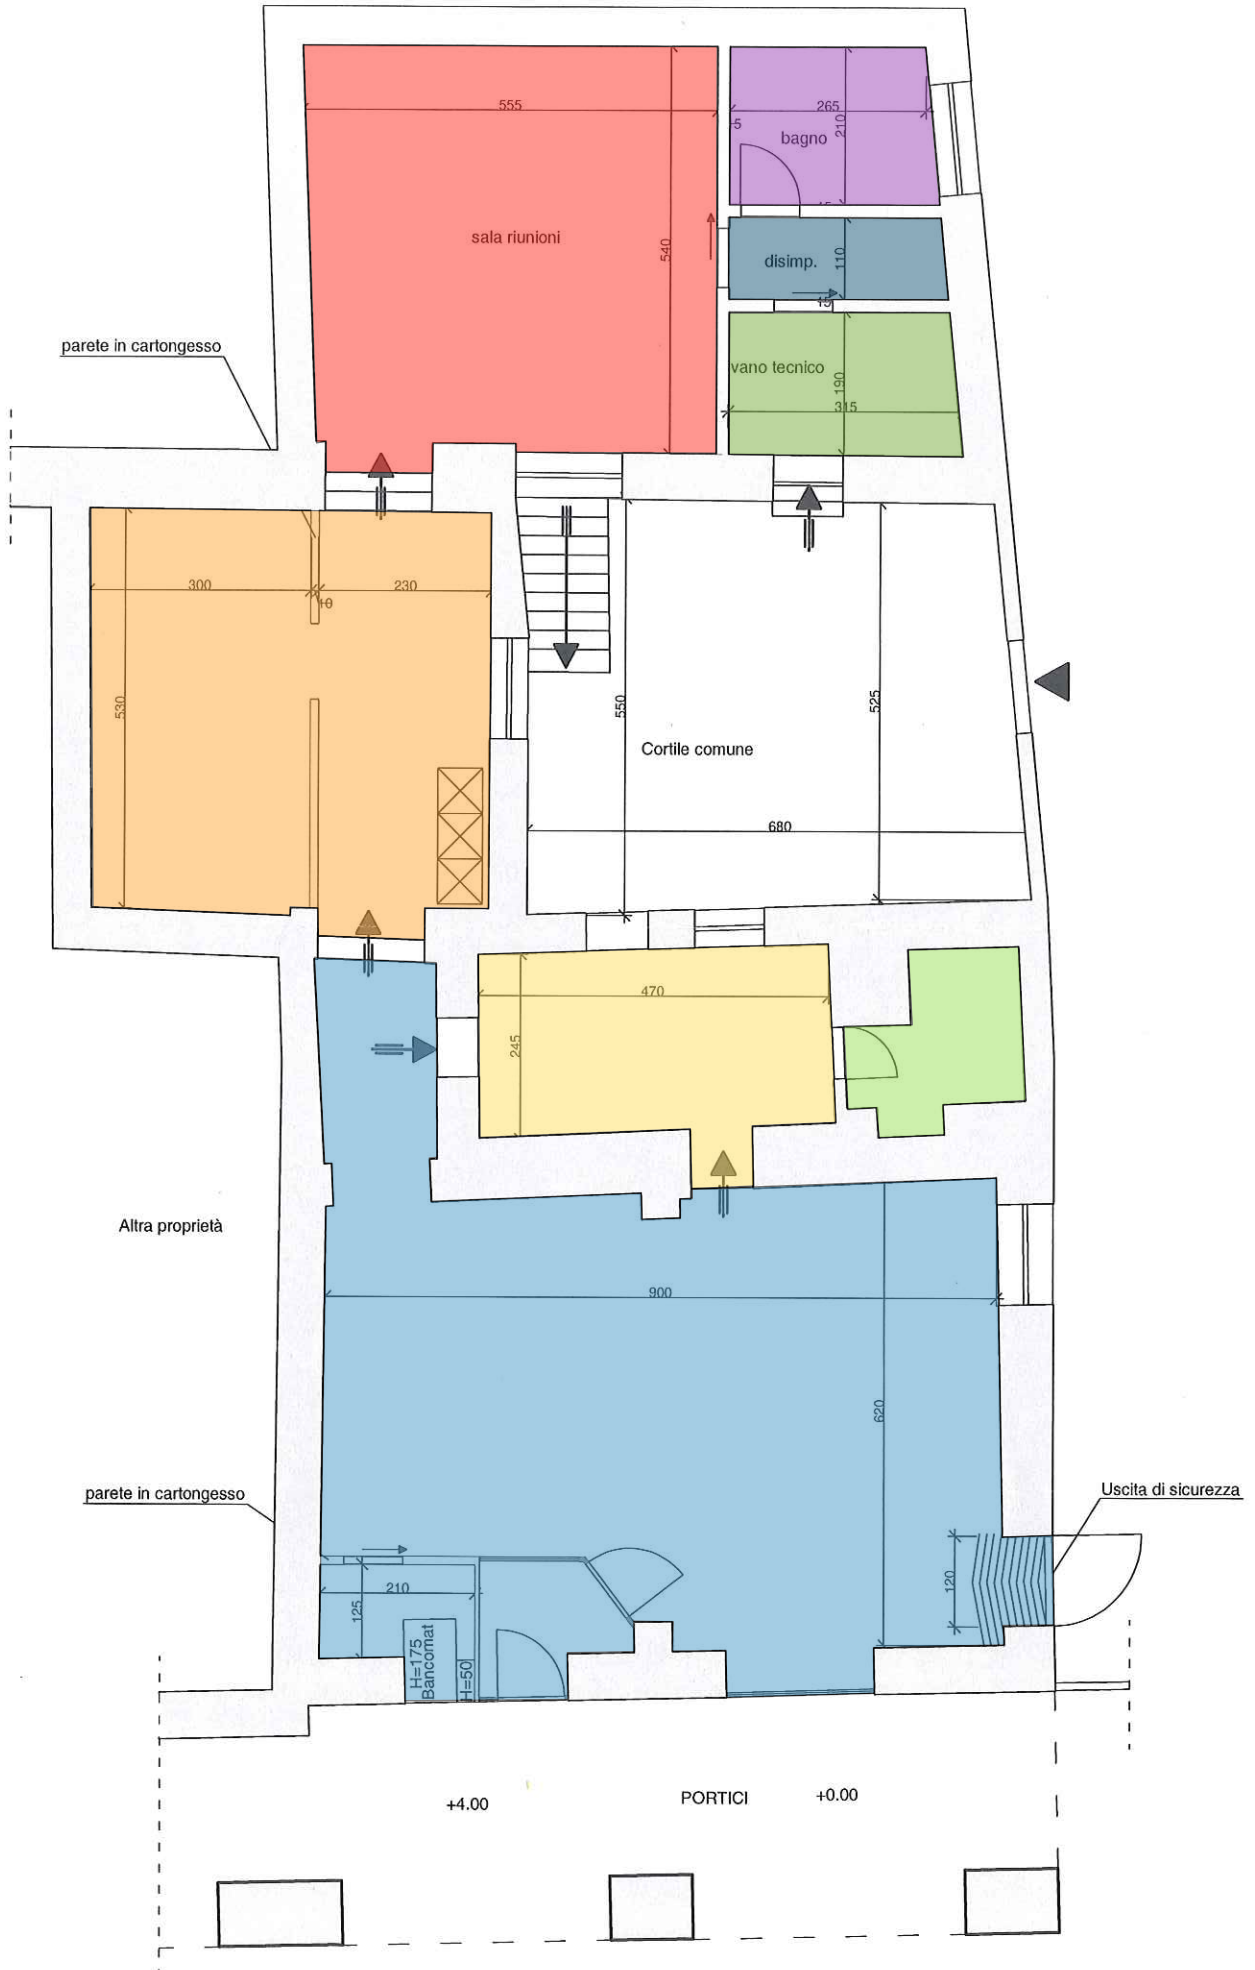 555
265
5
210
bagno
15
sala riunioni
540
disimp.
110
15
parete in cartongesso
vano tecnico
190
315
300
10
230
530
550
525
Cortile comune
680
470
245
Altra proprietà
900
620
parete in cartongesso
Uscita di sicurezza
210
125
120
H=175
Bancomat
H=50
+4.00
PORTICI
+0.00